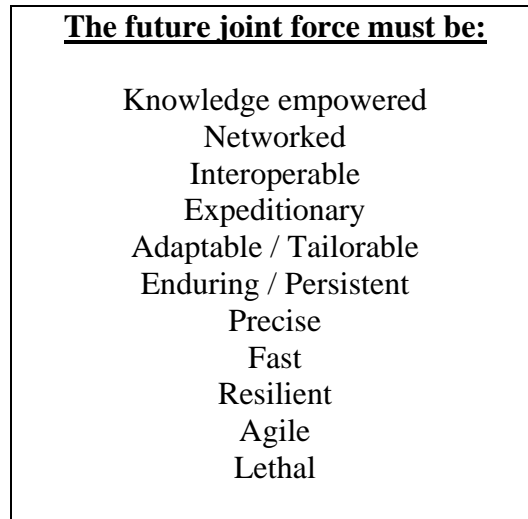 The future joint force must be:
Knowledge empowered
Networked
Interoperable
Expeditionary
Adaptable / Tailorable
Enduring / Persistent
Precise
Fast
Resilient
Agile
Lethal